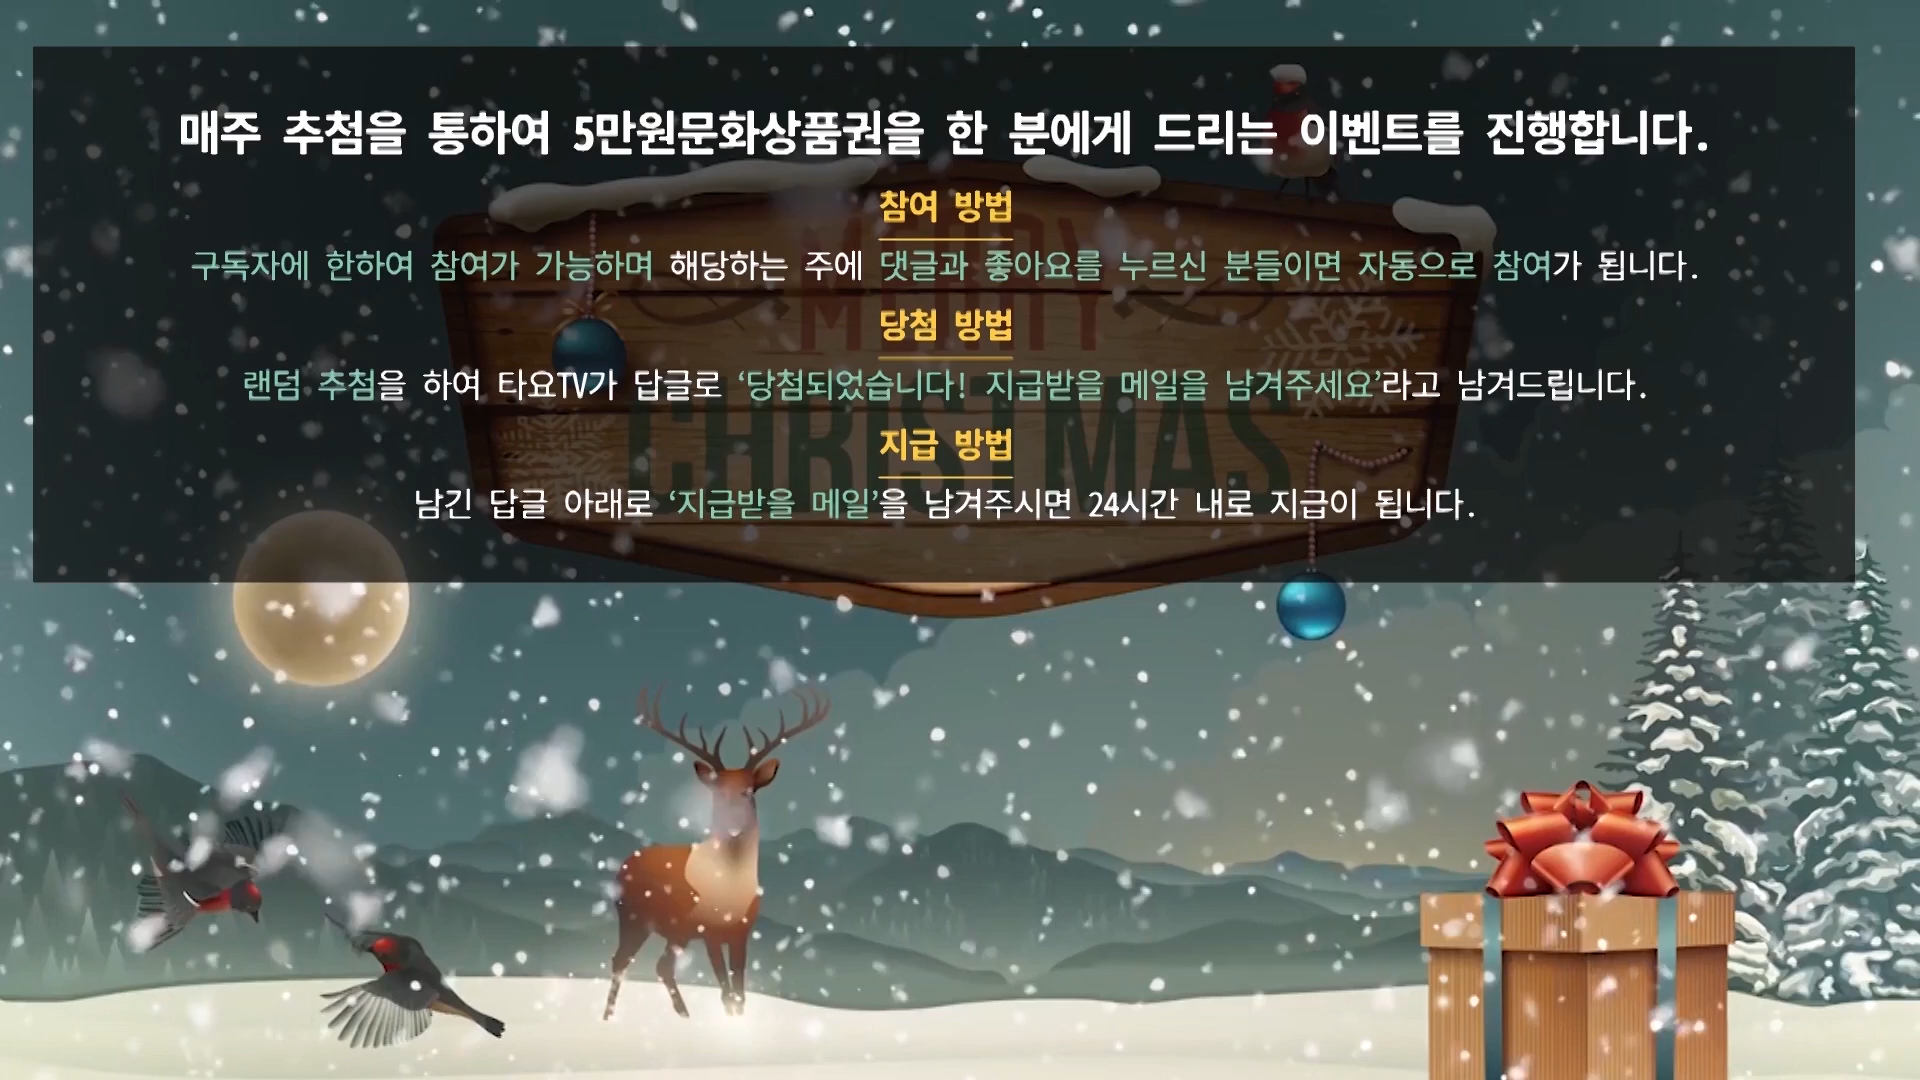 매주 추첨을 통하여 5만원문화상품권을 한 분에게 드리는 이벤트를 진행합니다.
참여 방법
구독자에 한하여 참여가 가능하며 해당하는 주에 댓글과 좋아요를 누르신 분들이면 자동으로 참여가 됩니다.
당첨 방법
랜덤 추첨을 하여 타요TV가 답글로 ‘당첨되었습니다! 지급받을 메일을 남겨주세요’라고 남겨드립니다.
지급 방법
남긴 답글 아래로 ‘지급받을 메일’을 남겨주시면 24시간 내로 지급이 됩니다.
MERRY
CHRISTMAS